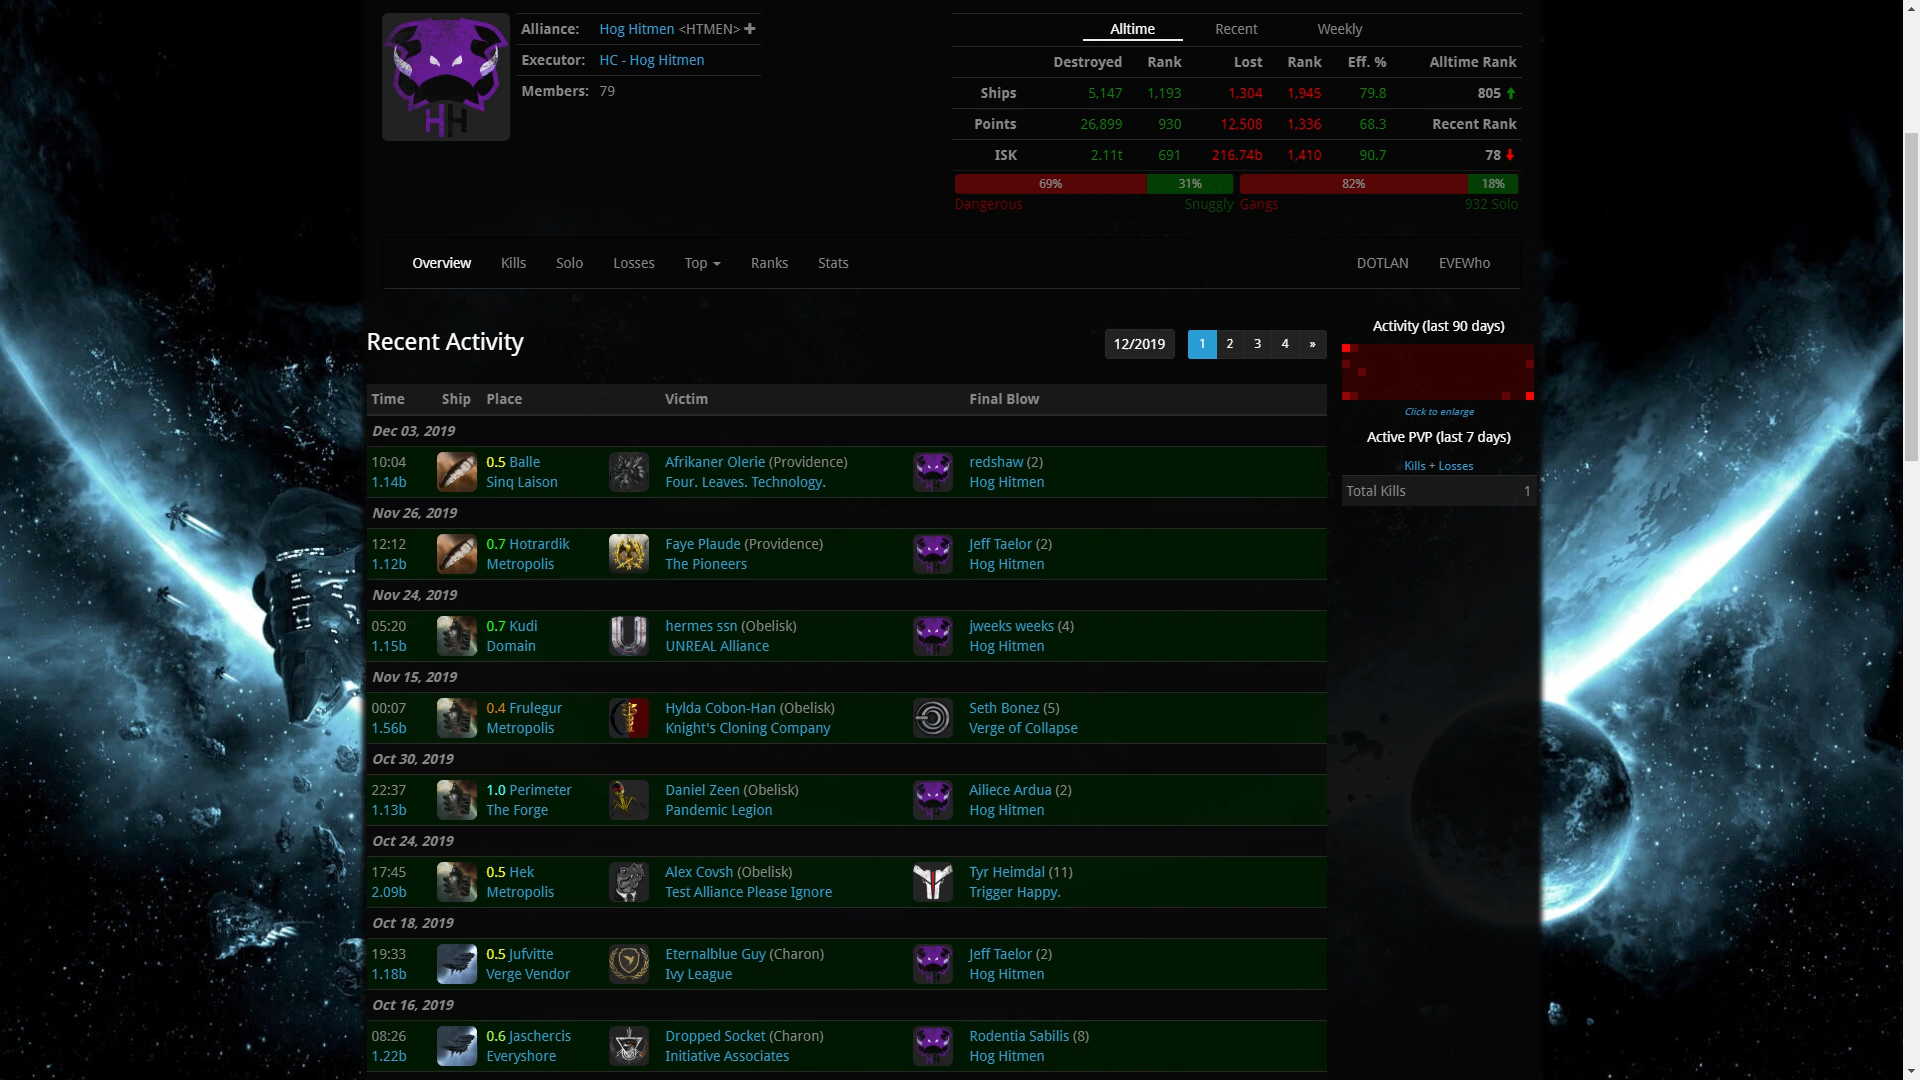 Alliance: Hog Hitmen <HTMEN>
Executor: HC - Hog Hitmen
Members: 79
HH
Alltime Recent Weekly
Destroyed Rank Lost Rank Eff. % Alltime Rank
Ships 5,147 1,193 1,304 1,945 79.8 805
Points 26,899 930 12,508 1,336 68.3 Recent Rank
ISK 2.11t 691 216.74b 1,410 90.7 78
69% 31% 82% 18%
Dangerous Snuggly Gangs 932 Solo
Overview Kills Solo Losses Top Ranks Stats DOTLAN EVEWho
Recent Activity 12/2019 1 2 3 4 »
Time Ship Place Victim Final Blow
Dec 03, 2019
10:04 0.5 Balle Afrikaner Olerie (Providence) redshaw (2)
1.14b Sinq Laison Four. Leaves. Technology. Hog Hitmen
Nov 26, 2019
12:12 0.7 Hotrardik Faye Plaude (Providence) Jeff Taelor (2)
1.12b Metropolis The Pioneers Hog Hitmen
Nov 24, 2019
05:20 0.7 Kudi hermes ssn (Obelisk) jweeks weeks (4)
1.15b Domain UNREAL Alliance Hog Hitmen
Nov 15, 2019
00:07 0.4 Frulegur Hylda Cobon-Han (Obelisk) Seth Bonez (5)
1.56b Metropolis Knight's Cloning Company Verge of Collapse
Oct 30, 2019
22:37 1.0 Perimeter Daniel Zeen (Obelisk) Ailiece Ardua (2)
1.13b The Forge Pandemic Legion Hog Hitmen
Oct 24, 2019
17:45 0.5 Hek Alex Covsh (Obelisk) Tyr Heimdal (11)
2.09b Metropolis Test Alliance Please Ignore Trigger Happy.
Oct 18, 2019
19:33 0.5 Jufvitte Eternalblue Guy (Charon) Jeff Taelor (2)
1.18b Verge Vendor Ivy League Hog Hitmen
Oct 16, 2019
08:26 0.6 Jaschercis Dropped Socket (Charon) Rodentia Sabilis (8)
1.22b Everyshore Initiative Associates Hog Hitmen
Activity (last 90 days)
Click to enlarge
Active PVP (last 7 days)
Kills + Losses
Total Kills 1